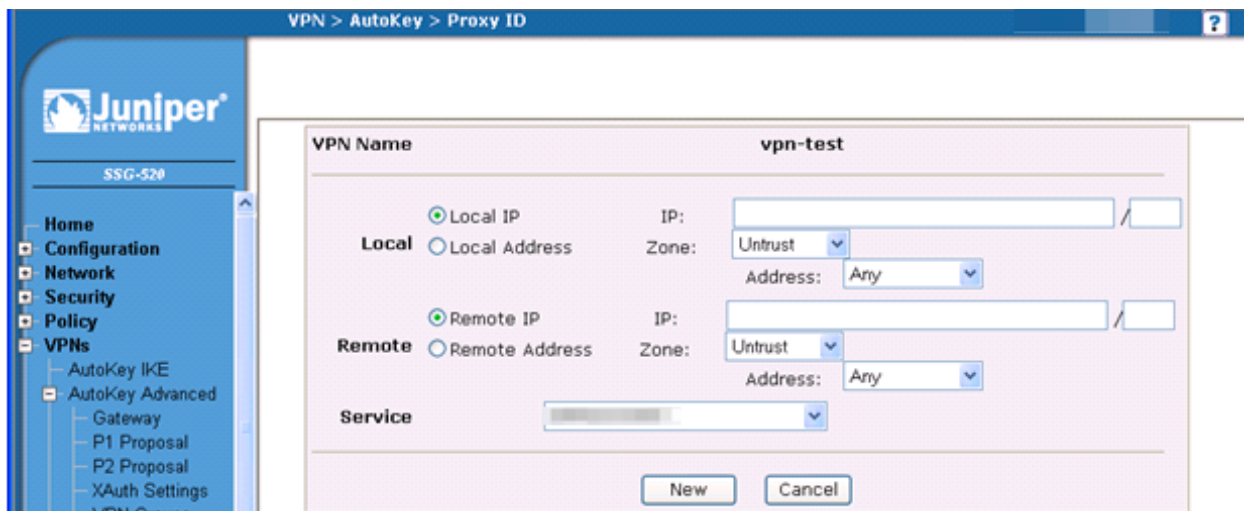 VPN > AutoKey > Proxy ID
?
Juniper®
NETWORKS
SSG-520
Home
Configuration
Network
Security
Policy
VPNs
AutoKey IKE
AutoKey Advanced
Gateway
P1 Proposal
P2 Proposal
XAuth Settings
VPN Name vpn-test
Local
Local IP IP: /
Local Address Zone: Untrust
Address: Any
Remote
Remote IP IP: /
Remote Address Zone: Untrust
Address: Any
Service
New Cancel